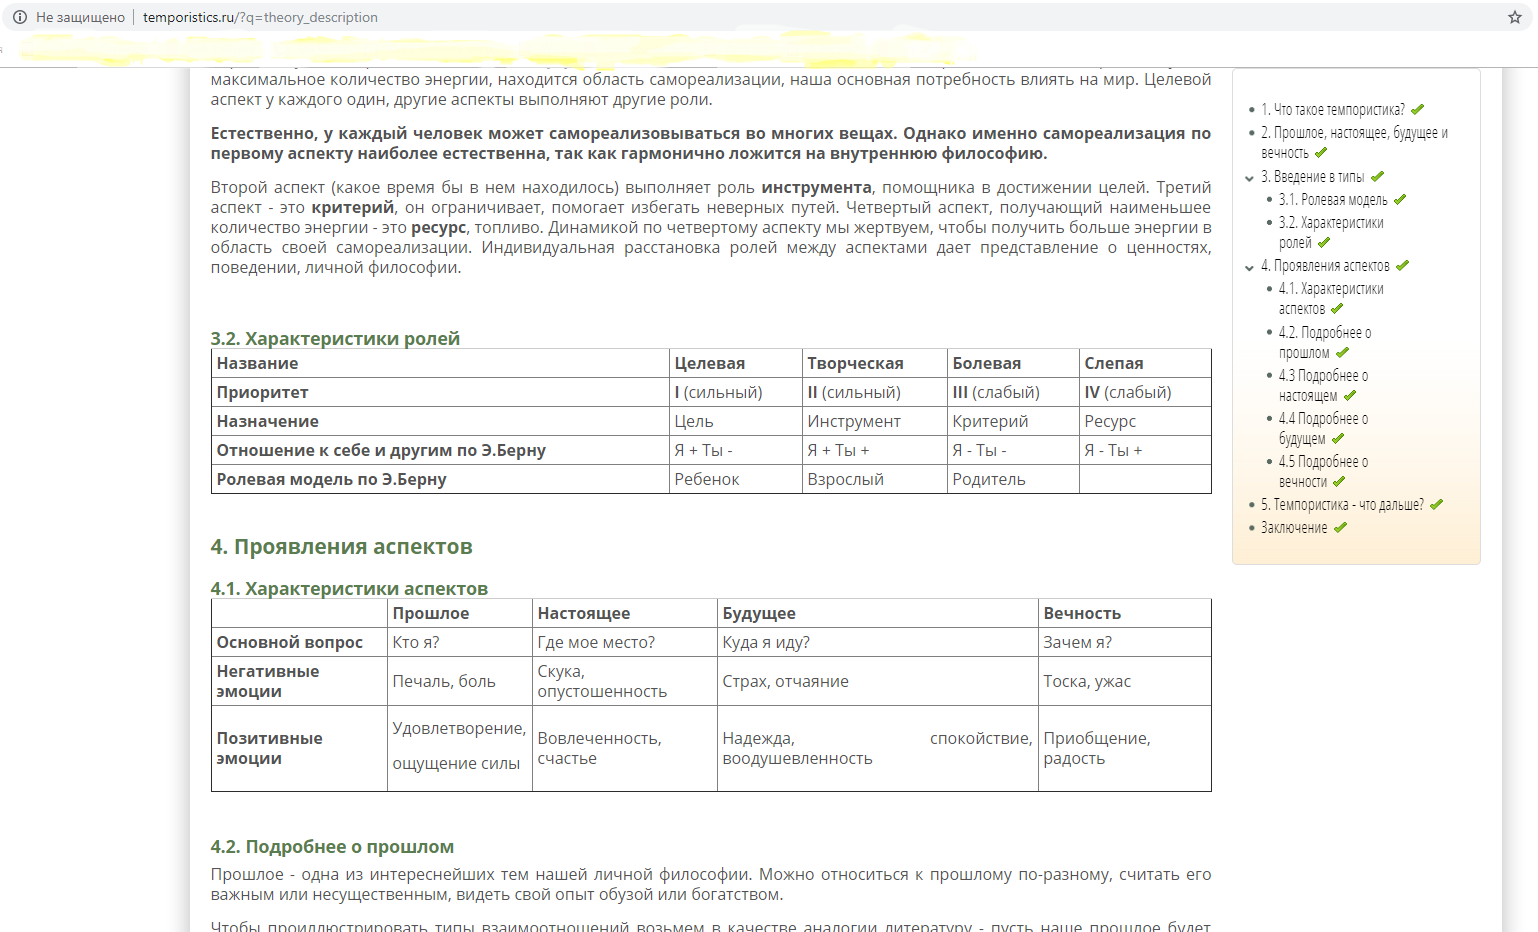 Не защищено | temporistics.ru/?q=theory_description
максимальное количество энергии, находится область самореализации, наша основная потребность влиять на мир. Целевой
аспект у каждого один, другие аспекты выполняют другие роли.
Естественно, у каждый человек может самореализовываться во многих вещах. Однако именно самореализация по
первому аспекту наиболее естественна, так как гармонично ложится на внутреннюю философию.
Второй аспект (какое время бы в нем находилось) выполняет роль инструмента, помощника в достижении целей. Третий
аспект - это критерий, он ограничивает, помогает избегать неверных путей. Четвертый аспект, получающий наименьшее
количество энергии - это ресурс, топливо. Динамикой по четвертому аспекту мы жертвуем, чтобы получить больше энергии в
область своей самореализации. Индивидуальная расстановка ролей между аспектами дает представление о ценностях,
поведении, личной философии.
3.2. Характеристики ролей
Название Целевая Творческая Болевая Слепая
Приоритет I (сильный) II (сильный) III (слабый) IV (слабый)
Назначение Цель Инструмент Критерий Ресурс
Отношение к себе и другим по Э.Берну Я + Ты - Я + Ты + Я - Ты - Я - Ты +
Ролевая модель по Э.Берну Ребенок Взрослый Родитель
4. Проявления аспектов
4.1. Характеристики аспектов
Прошлое Настоящее Будущее Вечность
Основной вопрос Кто я? Где мое место? Куда я иду? Зачем я?
Негативные
эмоции
Печаль, боль
Скука,
опустошенность
Страх, отчаяние
Тоска, ужас
Позитивные
эмоции
Удовлетворение,
ощущение силы
Вовлеченность,
счастье
Надежда, спокойствие,
воодушевленность
Приобщение,
радость
4.2. Подробнее о прошлом
Прошлое - одна из интереснейших тем нашей личной философии. Можно относиться к прошлому по-разному, считать его
важным или несущественным, видеть свой опыт обузой или богатством.
Чтобы проиллюстрировать типы взаимоотношений возьмем в качестве аналогии литературу - пусть наше прошлое будет
1. Что такое темпористика?
2. Прошлое, настоящее, будущее и
вечность
3. Введение в типы
3.1. Ролевая модель
3.2. Характеристики
ролей
4. Проявления аспектов
4.1. Характеристики
аспектов
4.2. Подробнее о
прошлом
4.3 Подробнее о
настоящем
4.4 Подробнее о
будущем
4.5 Подробнее о
вечности
5. Темпористика - что дальше?
Заключение